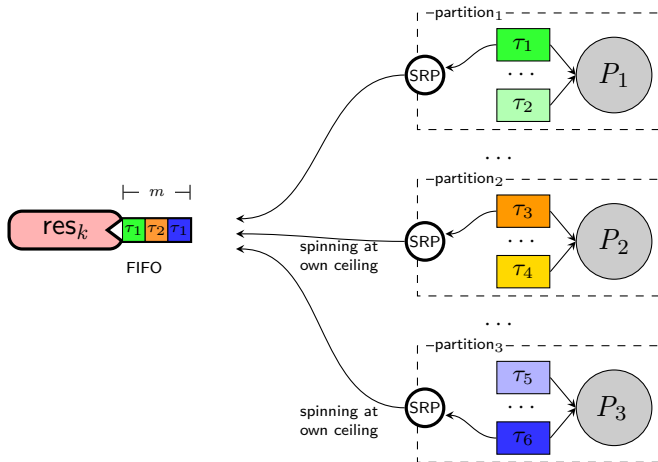 partition₁
τ₁
SRP
· · ·
P₁
τ₂
· · ·
m
partition₂
resₖ
τ₁ τ₂ τ₁
τ₃
SRP
· · ·
P₂
spinning at
own ceiling
FIFO
τ₄
· · ·
partition₃
τ₅
SRP
· · ·
P₃
spinning at
own ceiling
τ₆